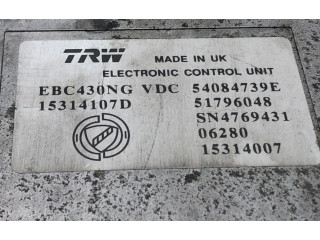 TRW MADE IN UK
ELECTRONIC CONTROL UNIT
EBC430NG VDC 54084739E
15314107D 51796048
SN4769431
06280
15314007